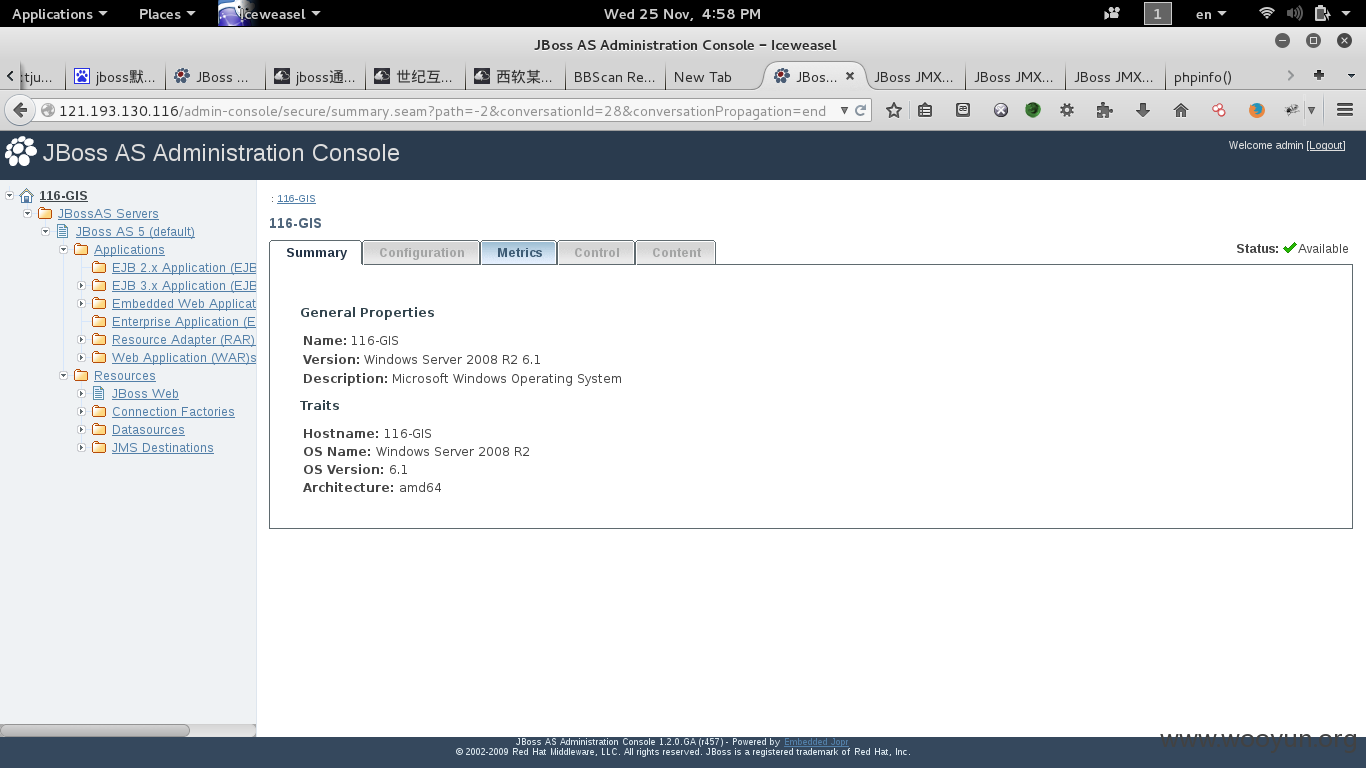 Applications Places Iceweasel Wed 25 Nov, 4:58 PM 1 en
JBoss AS Administration Console – Iceweasel
:tju... jboss默... JBoss ... jboss通... 世纪互... 西软某... BBScan Re... New Tab JBos... JBoss JMX... JBoss JMX... JBoss JMX... phpinfo()
121.193.130.116/admin-console/secure/summary.seam?path=-2&conversationId=28&conversationPropagation=end
JBoss AS Administration Console
Welcome admin [Logout]
116-GIS
JBossAS Servers
JBoss AS 5 (default)
Applications
EJB 2.x Application (EJB
EJB 3.x Application (EJB
Embedded Web Applicat
Enterprise Application (E
Resource Adapter (RAR)
Web Application (WAR)s
Resources
JBoss Web
Connection Factories
Datasources
JMS Destinations
: 116-GIS
116-GIS
Summary Configuration Metrics Control Content
Status: Available
General Properties
Name: 116-GIS
Version: Windows Server 2008 R2 6.1
Description: Microsoft Windows Operating System
Traits
Hostname: 116-GIS
OS Name: Windows Server 2008 R2
OS Version: 6.1
Architecture: amd64
JBoss AS Administration Console 1.2.0.GA (r457) - Powered by Embedded Jopr
© 2002-2009 Red Hat Middleware, LLC. All rights reserved. JBoss is a registered trademark of Red Hat, Inc.
www.wooyun.org